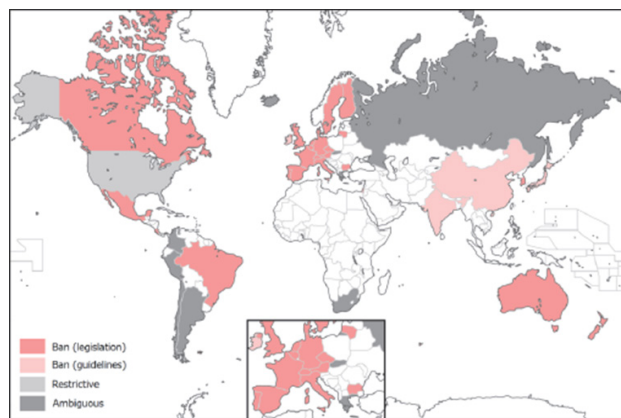 Ban (legislation)
Ban (guidelines)
Restrictive
Ambiguous